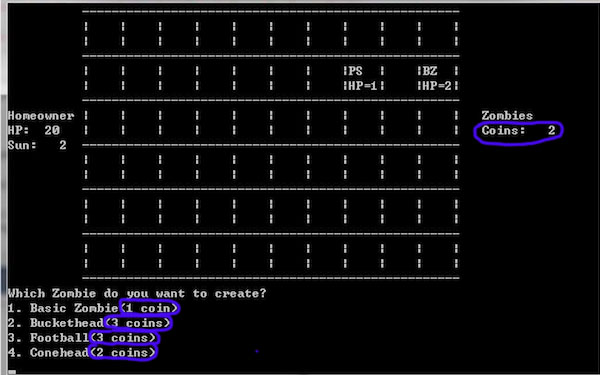 PS BZ
HP=1 HP=2
Homeowner Zombies
HP: 20 Coins: 2
Sun: 2
Which Zombie do you want to create?
1. Basic Zombie(1 coin)
2. Buckethead(3 coins)
3. Football(3 coins)
4. Conehead(2 coins)